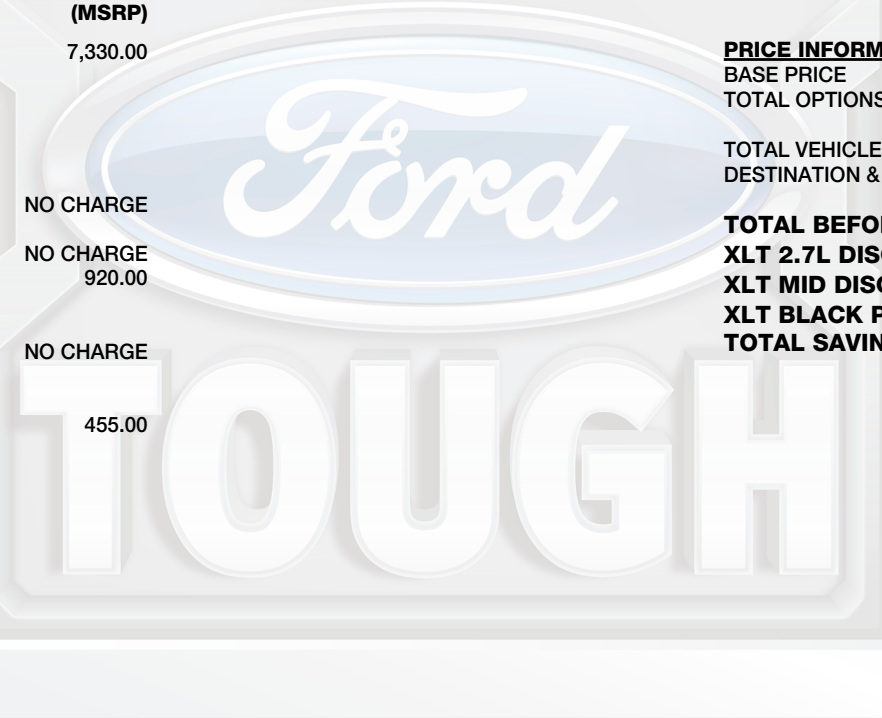 (MSRP)
7,330.00
NO CHARGE
NO CHARGE
920.00
NO CHARGE
455.00
PRICE INFORM
BASE PRICE
TOTAL OPTIONS
TOTAL VEHICLE
DESTINATION &
TOTAL BEFO
XLT 2.7L DIS
XLT MID DIS
XLT BLACK P
TOTAL SAVIN
Ford
TOUGH